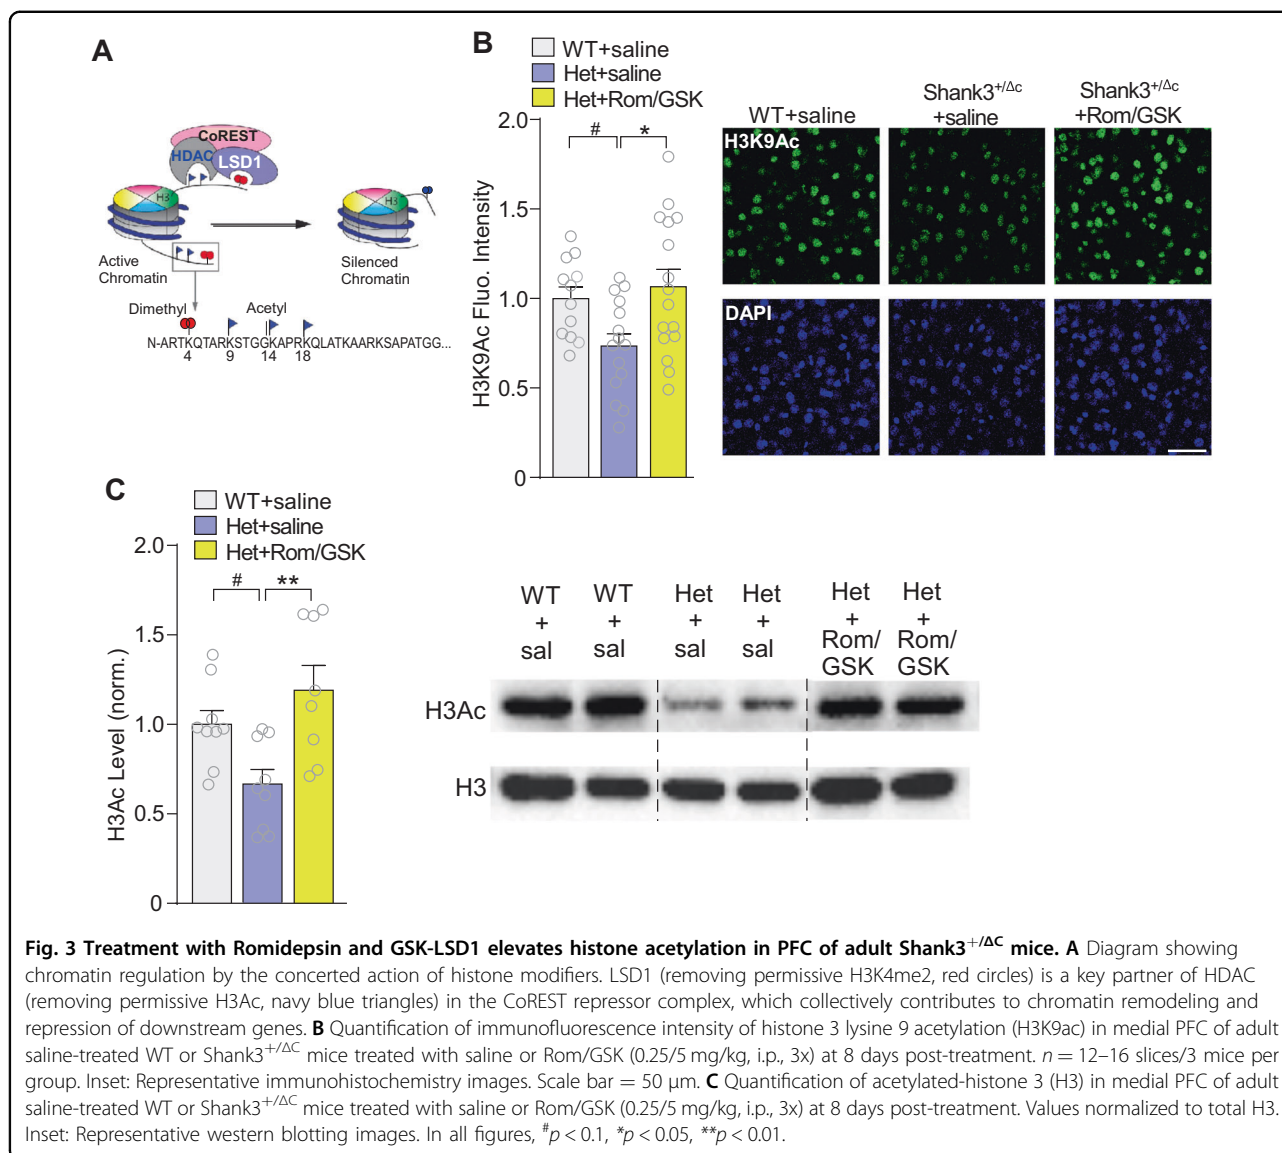 A
CoREST
HDAC
LSD1
H3
H3
Active
Chromatin
Silenced
Chromatin
Dimethyl
Acetyl
N-ARTKQTARKSTGGKAPRKQLATKAARKSAPATGG...
4 9 14 18
B
WT+saline
Het+saline
Het+Rom/GSK
H3K9Ac Fluo. Intensity
2.0
1.5
1.0
0.5
0
# *
WT+saline
Shank3+/Δc
+saline
Shank3+/Δc
+Rom/GSK
H3K9Ac
DAPI
C
WT+saline
Het+saline
Het+Rom/GSK
H3Ac Level (norm.)
2.0
1.5
1.0
0.5
0
# **
WT
+
sal
WT
+
sal
Het
+
sal
Het
+
sal
Het
+
Rom/
GSK
Het
+
Rom/
GSK
H3Ac
H3
Fig. 3 Treatment with Romidepsin and GSK-LSD1 elevates histone acetylation in PFC of adult Shank3+/ΔC mice. A Diagram showing
chromatin regulation by the concerted action of histone modifiers. LSD1 (removing permissive H3K4me2, red circles) is a key partner of HDAC
(removing permissive H3Ac, navy blue triangles) in the CoREST repressor complex, which collectively contributes to chromatin remodeling and
repression of downstream genes. B Quantification of immunofluorescence intensity of histone 3 lysine 9 acetylation (H3K9ac) in medial PFC of adult
saline-treated WT or Shank3+/ΔC mice treated with saline or Rom/GSK (0.25/5 mg/kg, i.p., 3x) at 8 days post-treatment. n = 12–16 slices/3 mice per
group. Inset: Representative immunohistochemistry images. Scale bar = 50 μm. C Quantification of acetylated-histone 3 (H3) in medial PFC of adult
saline-treated WT or Shank3+/ΔC mice treated with saline or Rom/GSK (0.25/5 mg/kg, i.p., 3x) at 8 days post-treatment. Values normalized to total H3.
Inset: Representative western blotting images. In all figures, #p < 0.1, *p < 0.05, **p < 0.01.